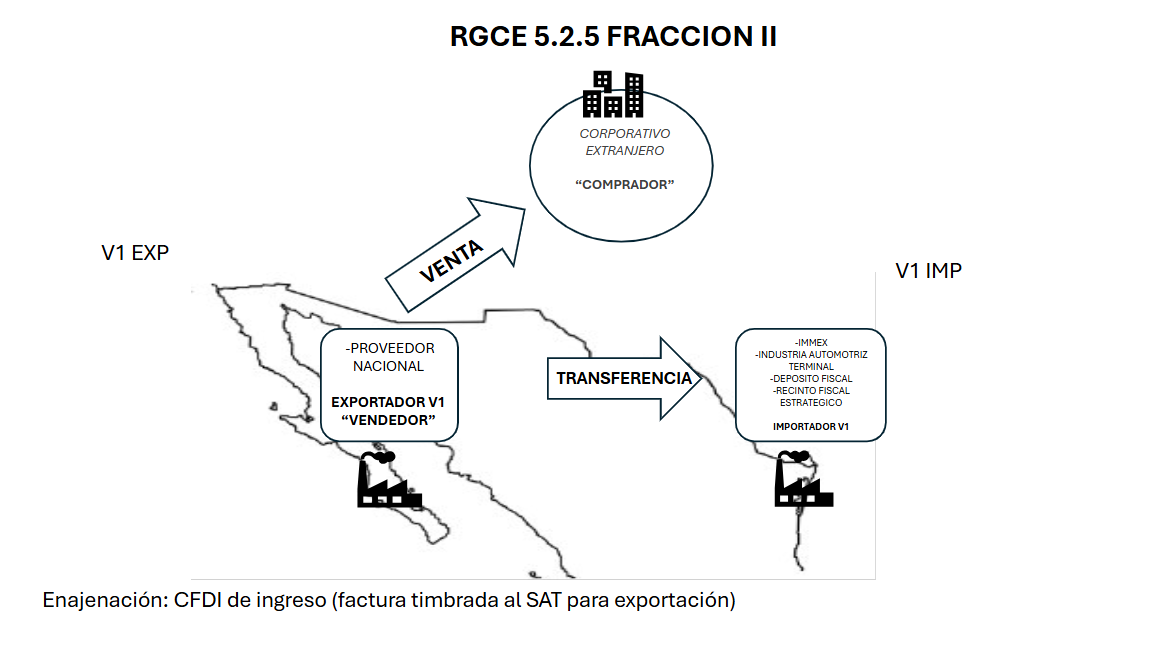 RGCE 5.2.5 FRACCION II
CORPORATIVO
EXTRANJERO
“COMPRADOR”
VENTA
V1 EXP
V1 IMP
-PROVEEDOR
NACIONAL
EXPORTADOR V1
“VENDEDOR”
TRANSFERENCIA
-IMMEX
-INDUSTRIA AUTOMOTRIZ
TERMINAL
-DEPOSITO FISCAL
-RECINTO FISCAL
ESTRATEGICO
IMPORTADOR V1
Enajenación: CFDI de ingreso (factura timbrada al SAT para exportación)